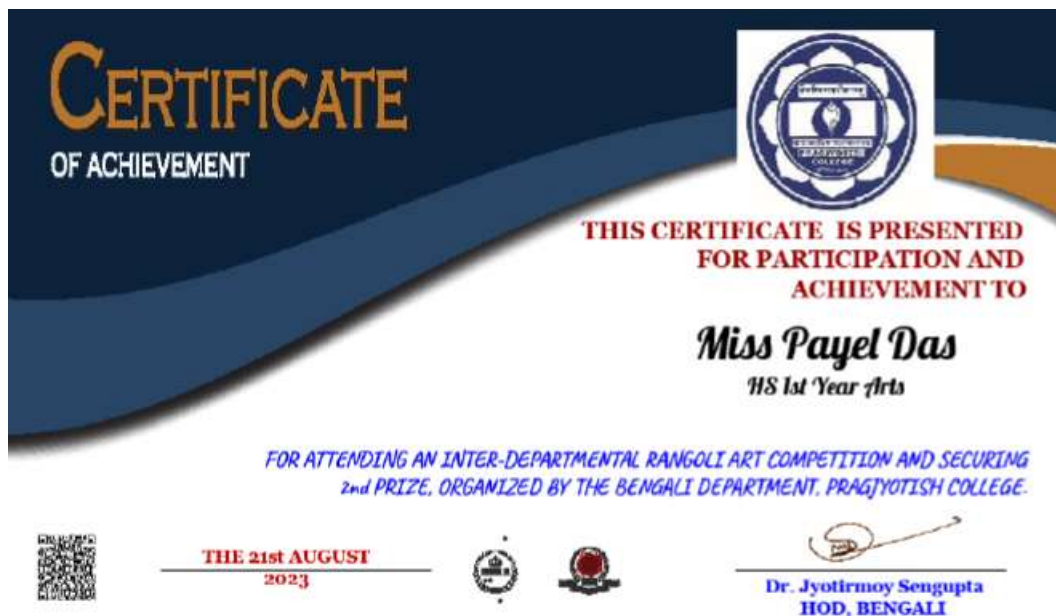 CERTIFICATE
OF ACHIEVEMENT
PRAGJYOTISH
COLLEGE
THIS CERTIFICATE IS PRESENTED
FOR PARTICIPATION AND
ACHIEVEMENT TO
Miss Payel Das
HS 1st Year Arts
FOR ATTENDING AN INTER-DEPARTMENTAL RANGOLI ART COMPETITION AND SECURING
2nd PRIZE, ORGANIZED BY THE BENGALI DEPARTMENT, PRAGJYOTISH COLLEGE.
THE 21st AUGUST
2023
Dr. Jyotirmoy Sengupta
HOD, BENGALI